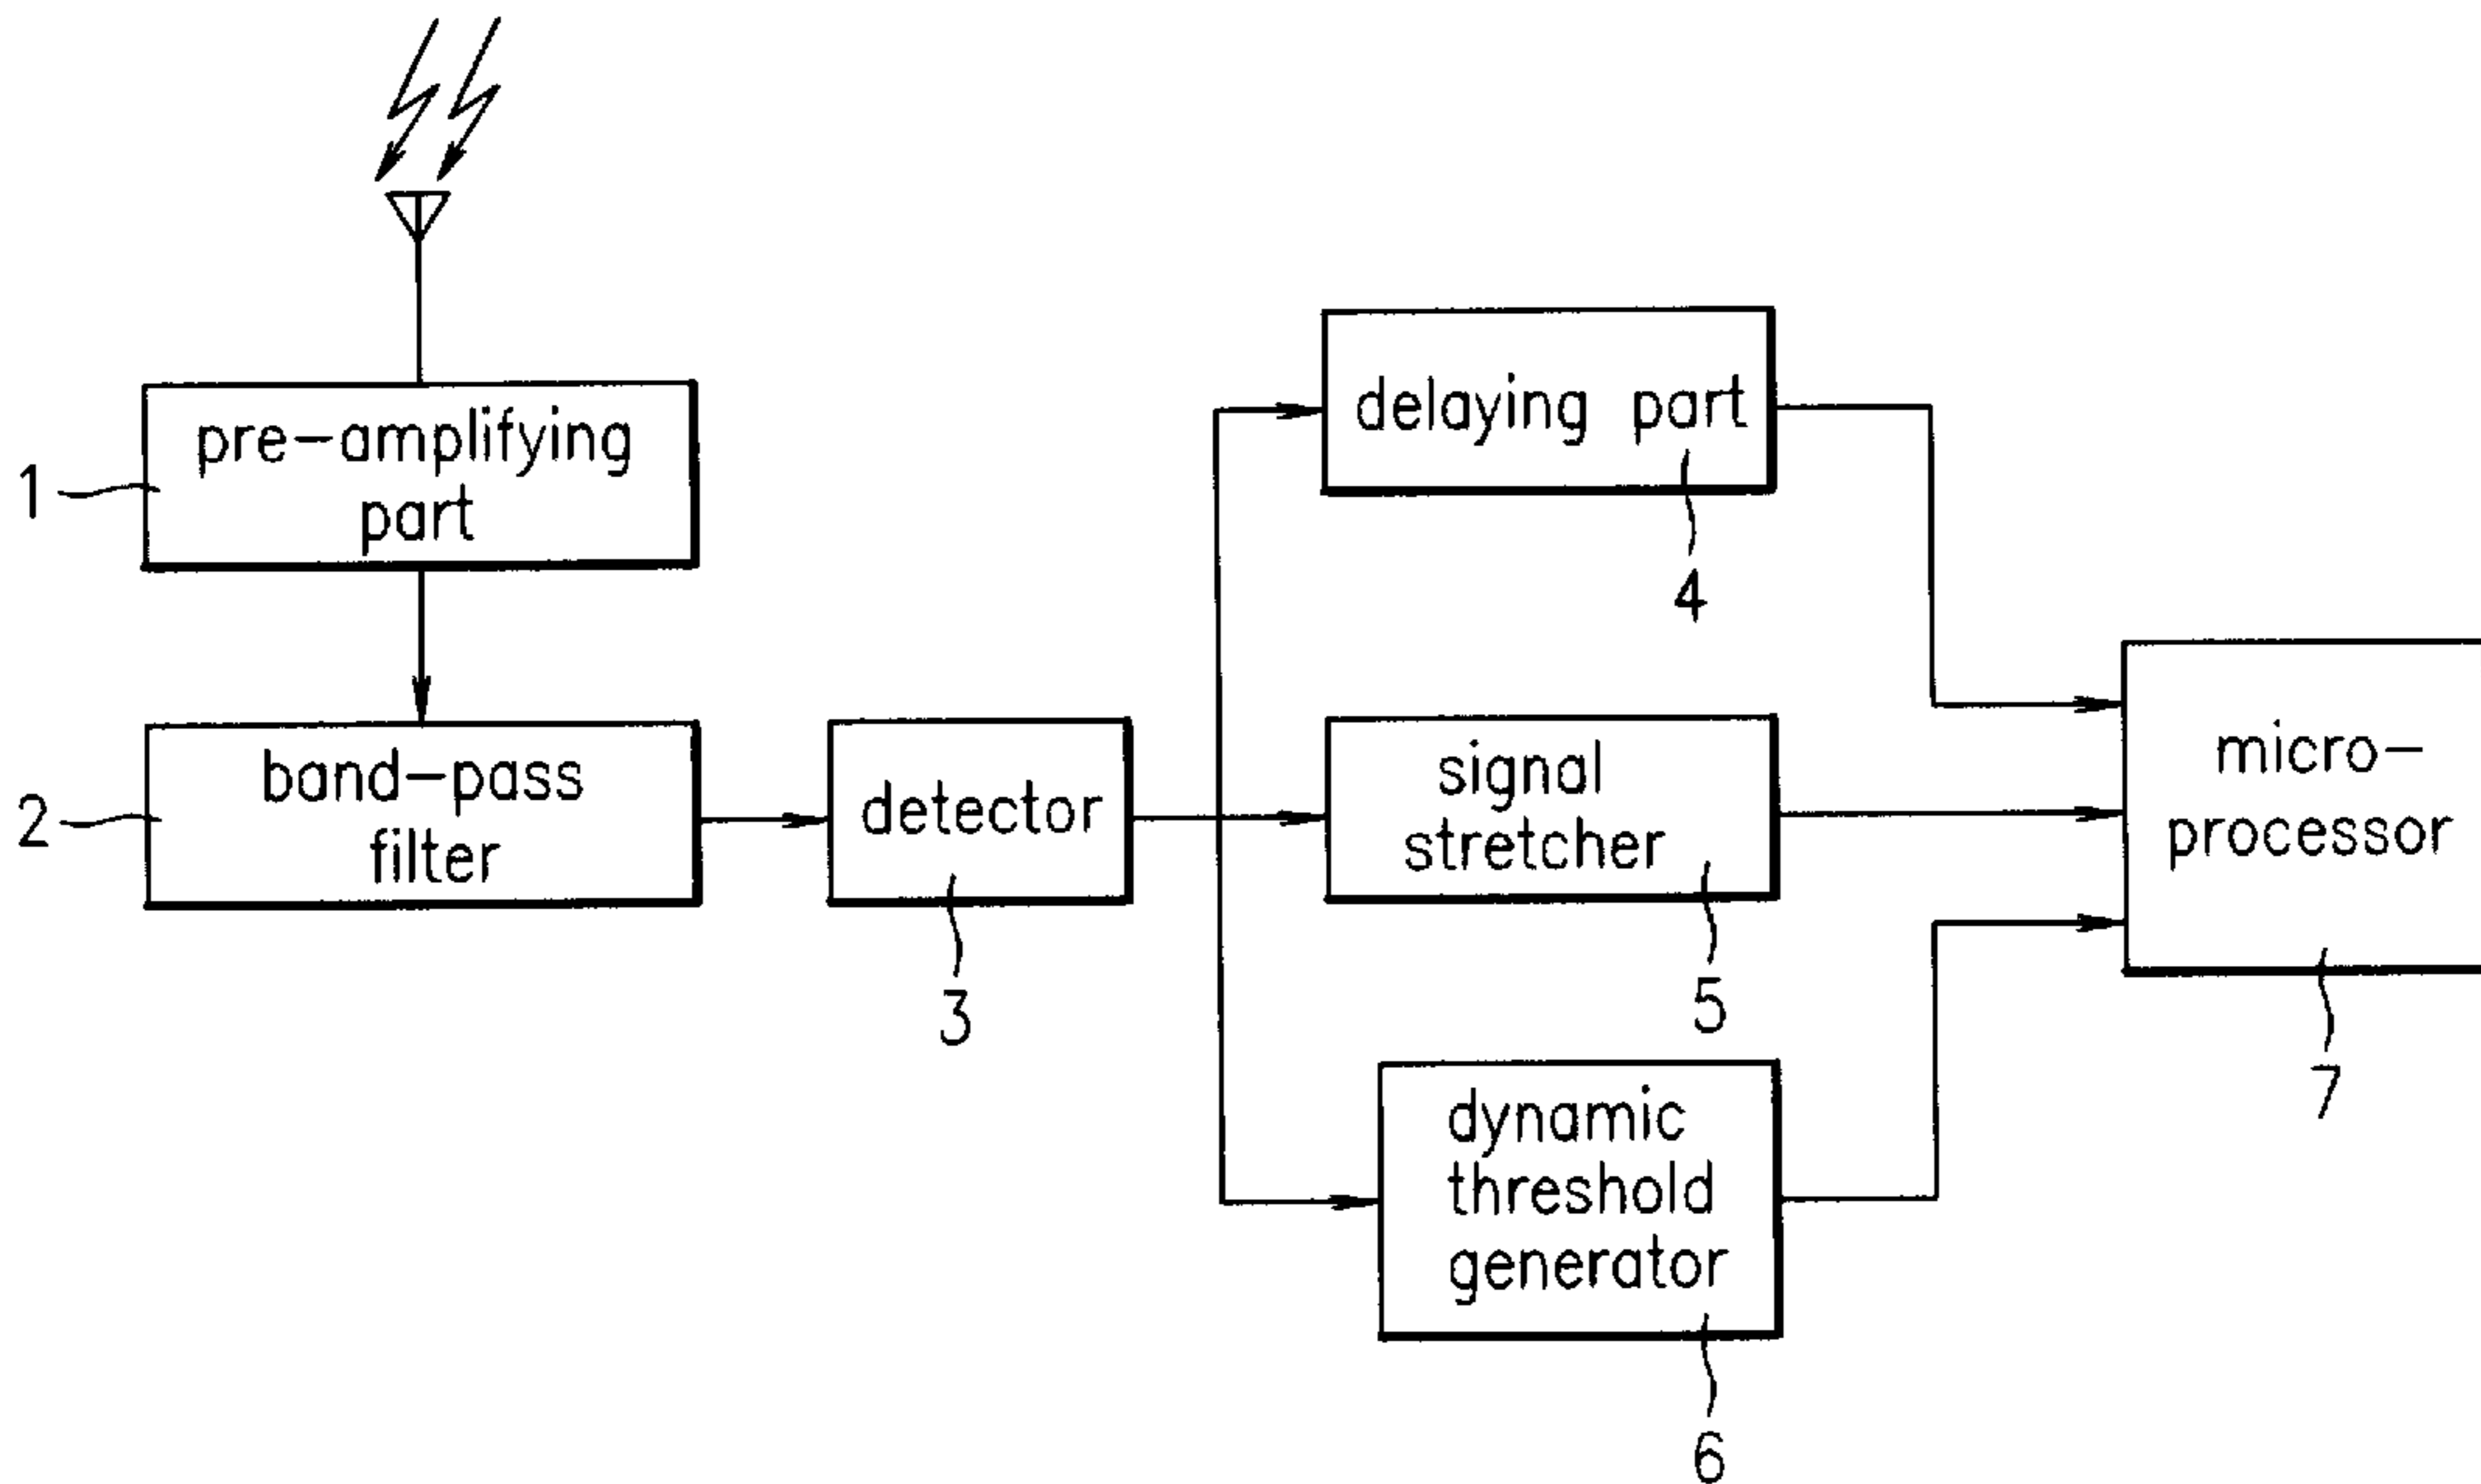 pre-amplifying
part
1
band-pass
filter
2
detector
3
delaying part
4
signal
stretcher
5
dynamic
threshold
generator
6
micro-
processor
7